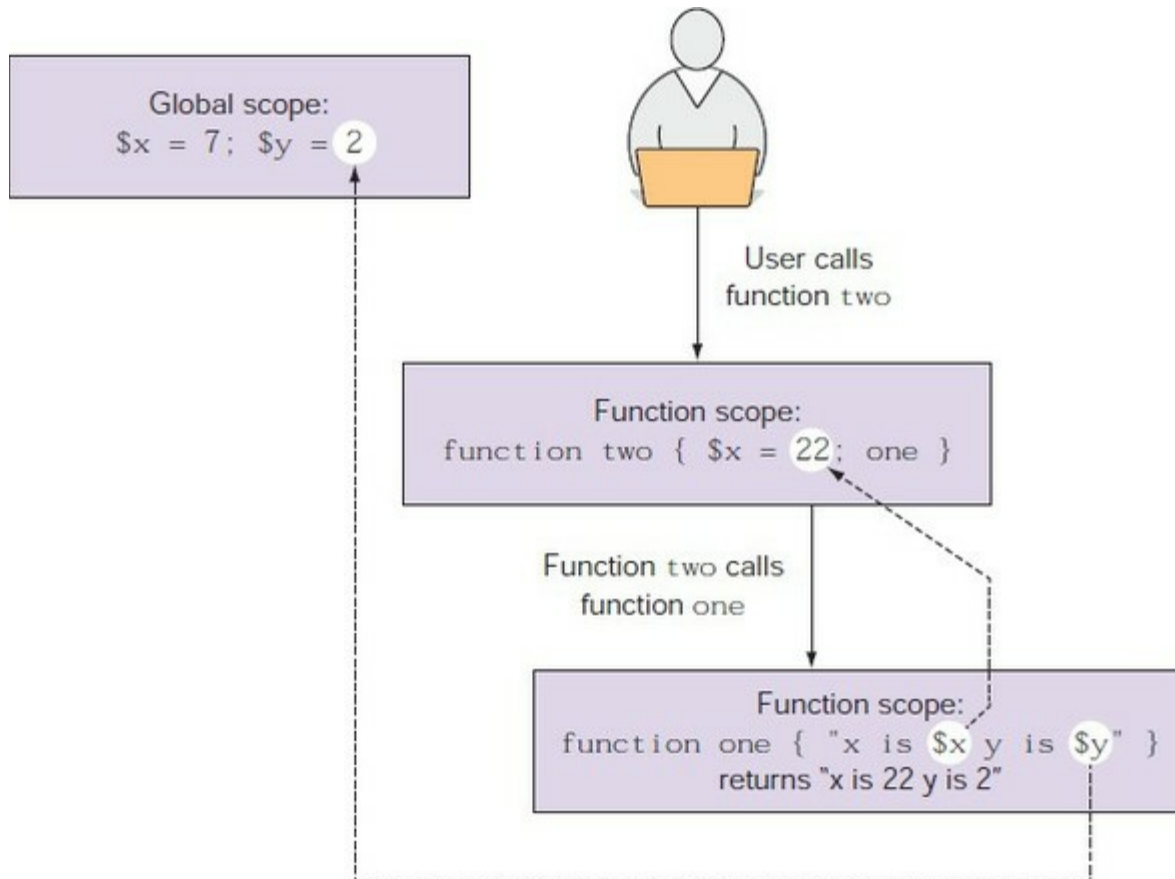 Global scope:
$x = 7; $y = 2
User calls
function two
Function scope:
function two { $x = 22; one }
Function two calls
function one
Function scope:
function one { "x is $x y is $y" }
returns "x is 22 y is 2"